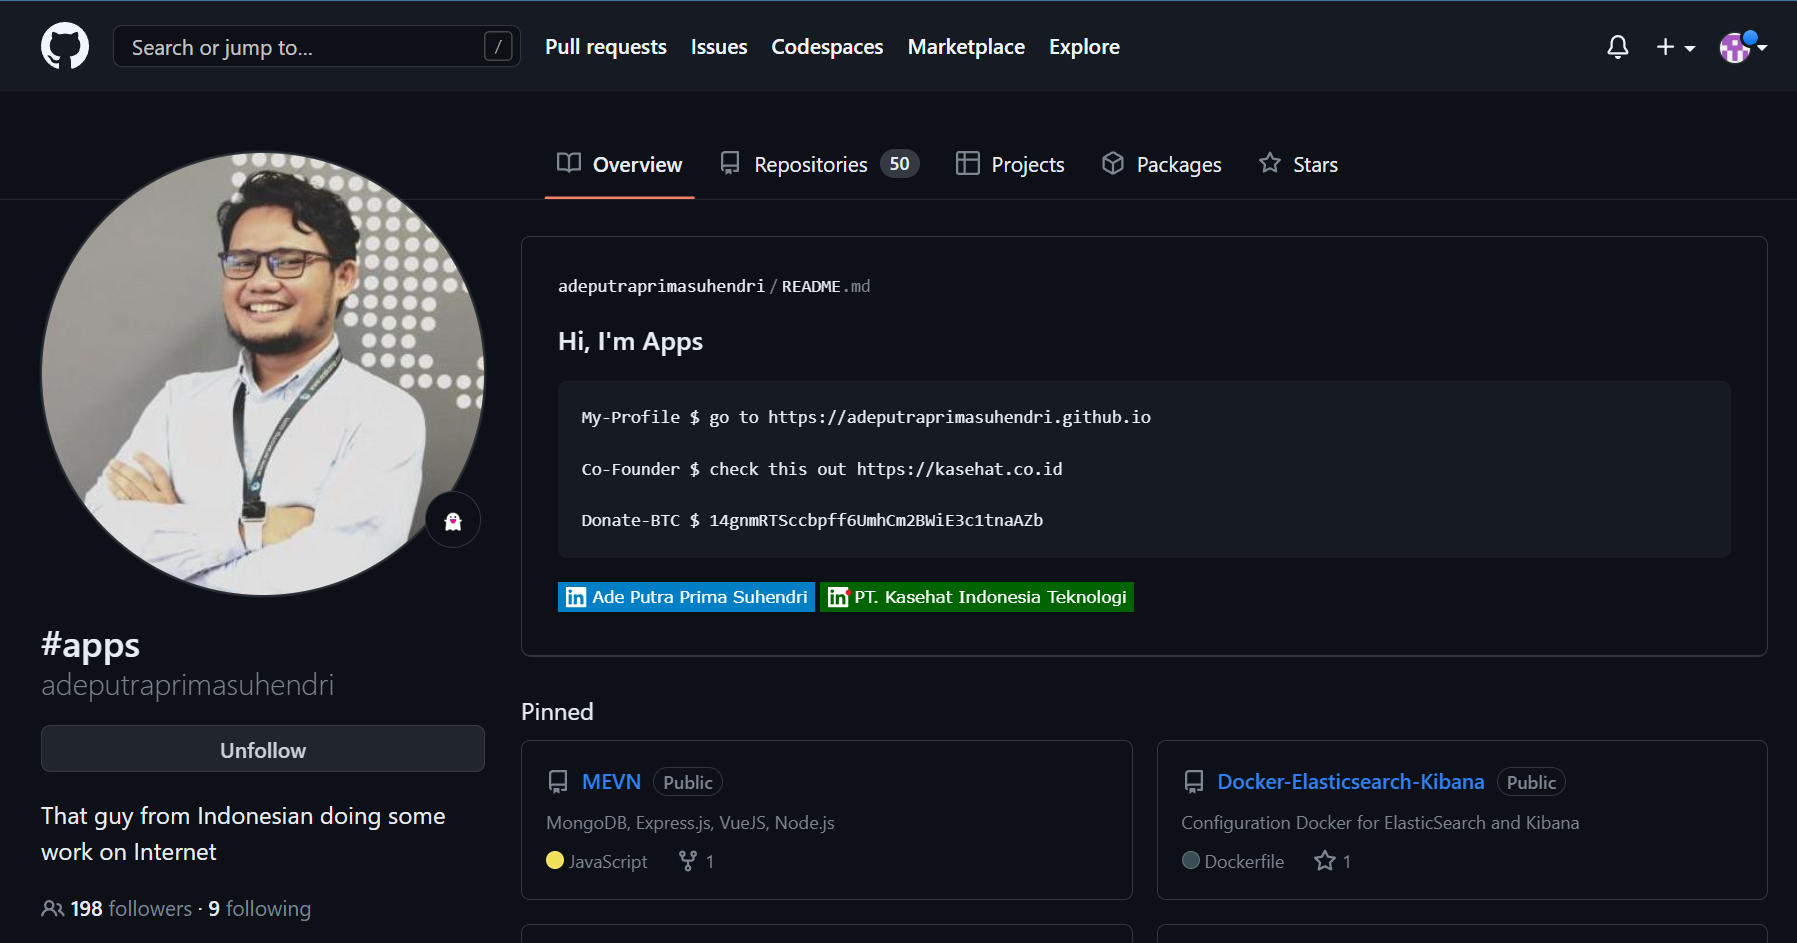 Search or jump to... /
Pull requests Issues Codespaces Marketplace Explore
Overview Repositories 50 Projects Packages Stars
adeputraprimasuhendri / README.md
Hi, I'm Apps
My-Profile $ go to https://adeputraprimasuhendri.github.io
Co-Founder $ check this out https://kasehat.co.id
Donate-BTC $ 14gnmRTSccbpff6UmhCm2BWiE3c1tnaAZb
in Ade Putra Prima Suhendri in PT. Kasehat Indonesia Teknologi
#apps
adeputraprimasuhendri
Unfollow
That guy from Indonesian doing some
work on Internet
198 followers · 9 following
Pinned
MEVN Public
MongoDB, Express.js, VueJS, Node.js
JavaScript 1
Docker-Elasticsearch-Kibana Public
Configuration Docker for ElasticSearch and Kibana
Dockerfile 1